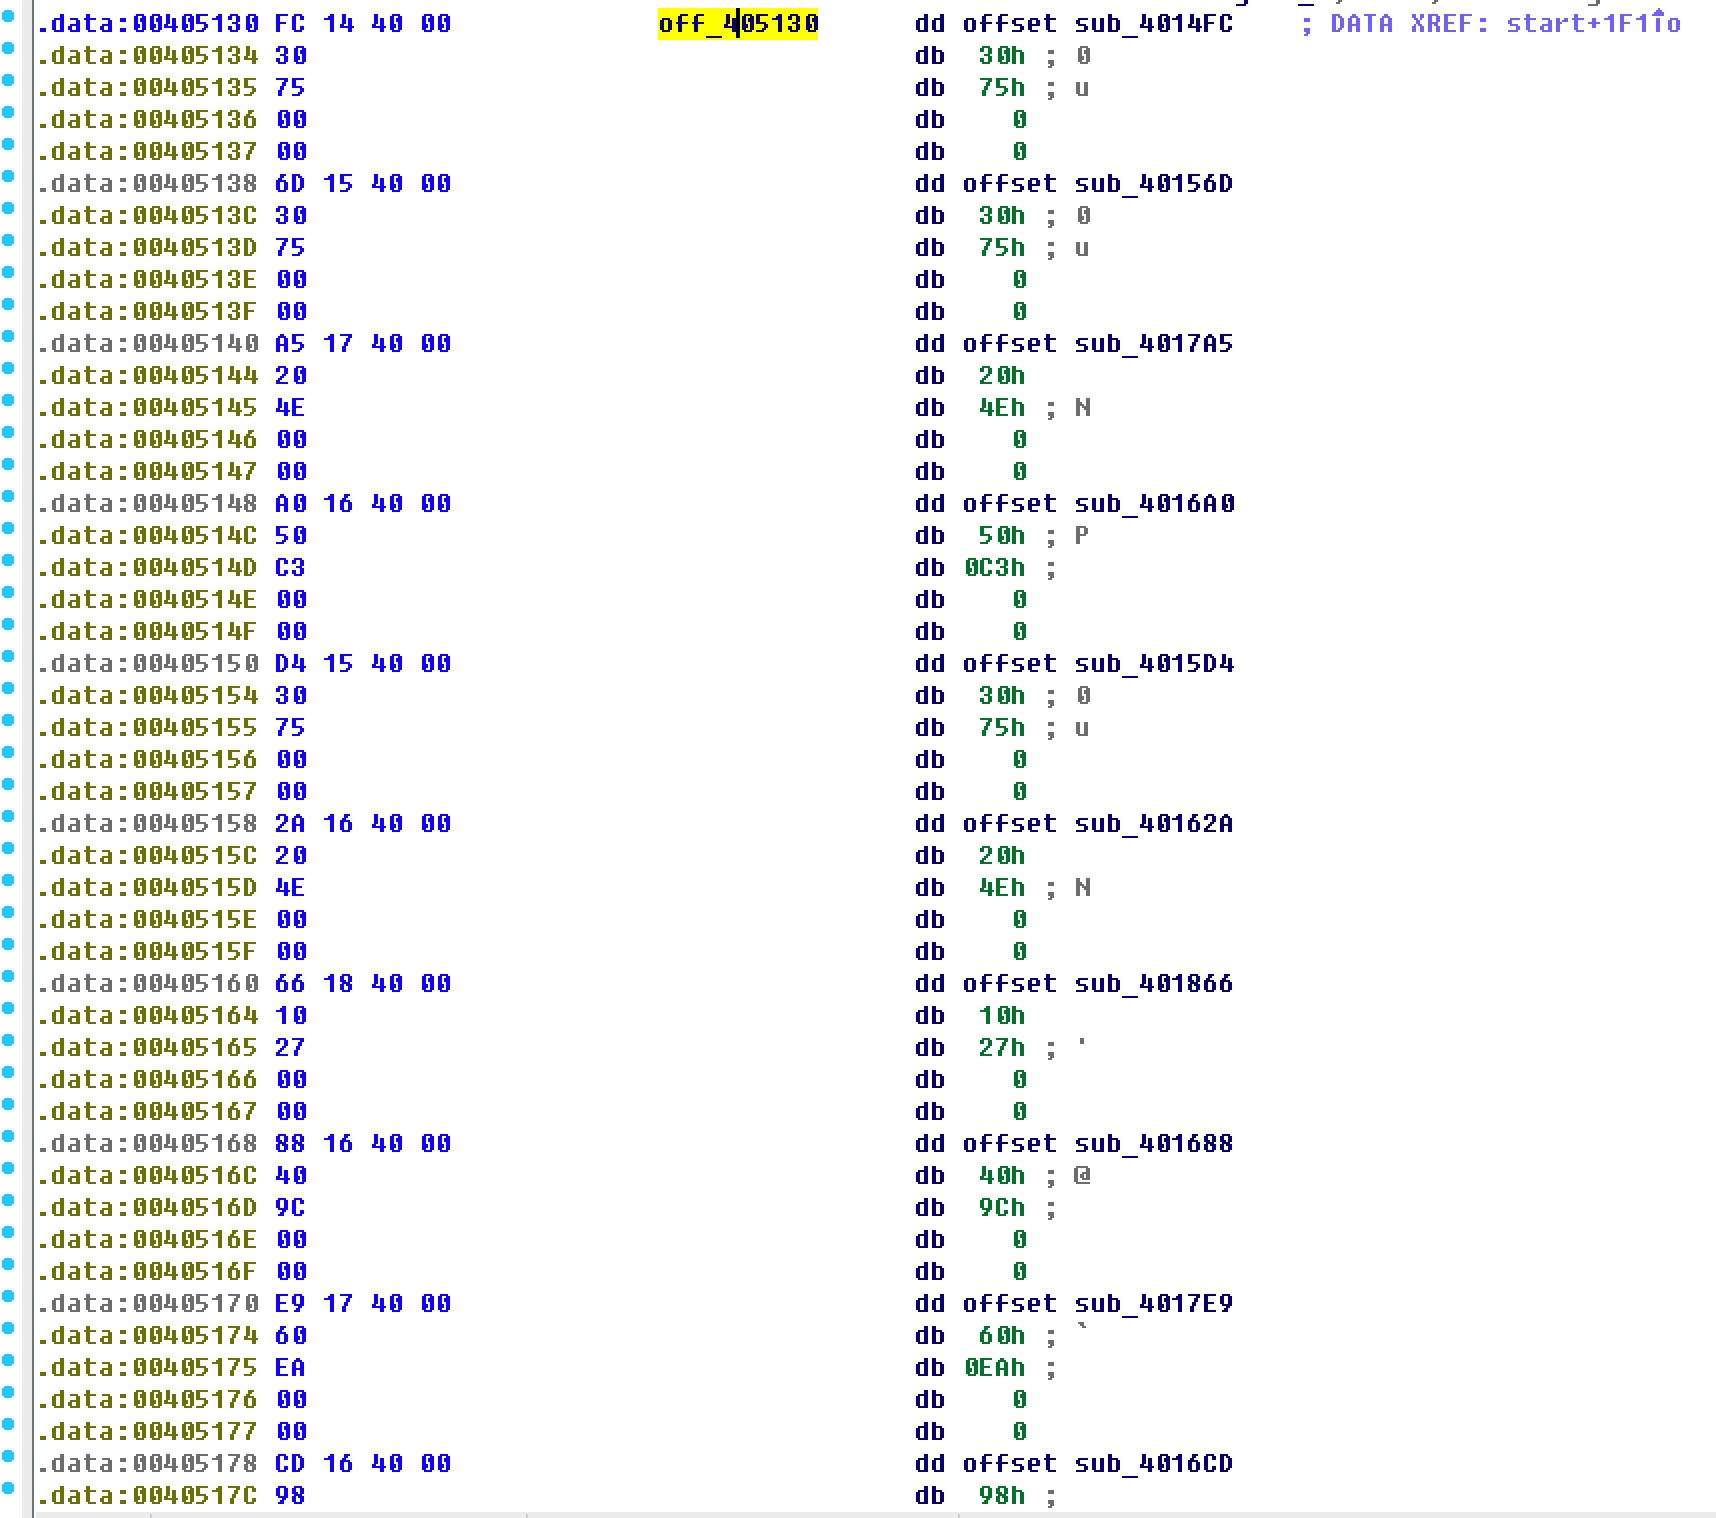 .data:00405130 FC 14 40 00 off_405130 dd offset sub_4014FC ; DATA XREF: start+1F1↑o
.data:00405134 30 db 30h ; 0
.data:00405135 75 db 75h ; u
.data:00405136 00 db 0
.data:00405137 00 db 0
.data:00405138 6D 15 40 00 dd offset sub_40156D
.data:0040513C 30 db 30h ; 0
.data:0040513D 75 db 75h ; u
.data:0040513E 00 db 0
.data:0040513F 00 db 0
.data:00405140 A5 17 40 00 dd offset sub_4017A5
.data:00405144 20 db 20h
.data:00405145 4E db 4Eh ; N
.data:00405146 00 db 0
.data:00405147 00 db 0
.data:00405148 A0 16 40 00 dd offset sub_4016A0
.data:0040514C 50 db 50h ; P
.data:0040514D C3 db 0C3h ;
.data:0040514E 00 db 0
.data:0040514F 00 db 0
.data:00405150 D4 15 40 00 dd offset sub_4015D4
.data:00405154 30 db 30h ; 0
.data:00405155 75 db 75h ; u
.data:00405156 00 db 0
.data:00405157 00 db 0
.data:00405158 2A 16 40 00 dd offset sub_40162A
.data:0040515C 20 db 20h
.data:0040515D 4E db 4Eh ; N
.data:0040515E 00 db 0
.data:0040515F 00 db 0
.data:00405160 66 18 40 00 dd offset sub_401866
.data:00405164 10 db 10h
.data:00405165 27 db 27h ; '
.data:00405166 00 db 0
.data:00405167 00 db 0
.data:00405168 88 16 40 00 dd offset sub_401688
.data:0040516C 40 db 40h ; @
.data:0040516D 9C db 9Ch ;
.data:0040516E 00 db 0
.data:0040516F 00 db 0
.data:00405170 E9 17 40 00 dd offset sub_4017E9
.data:00405174 60 db 60h ; `
.data:00405175 EA db 0EAh ;
.data:00405176 00 db 0
.data:00405177 00 db 0
.data:00405178 CD 16 40 00 dd offset sub_4016CD
.data:0040517C 98 db 98h ;